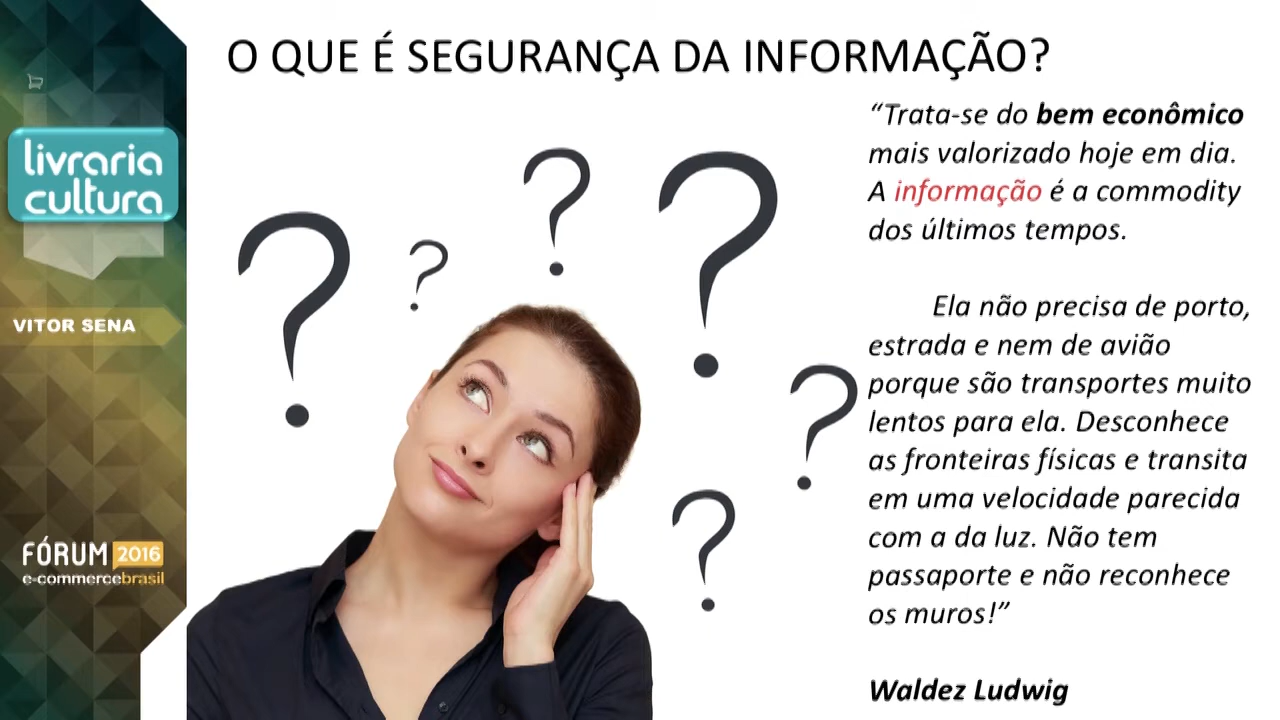 O QUE É SEGURANÇA DA INFORMAÇÃO?
livraria
cultura
VITOR SENA
FÓRUM 2016
e-commercebrasil
? ? ? ? ? ?
“Trata-se do bem econômico
mais valorizado hoje em dia.
A informação é a commodity
dos últimos tempos.
Ela não precisa de porto,
estrada e nem de avião
porque são transportes muito
lentos para ela. Desconhece
as fronteiras físicas e transita
em uma velocidade parecida
com a da luz. Não tem
passaporte e não reconhece
os muros!”
Waldez Ludwig